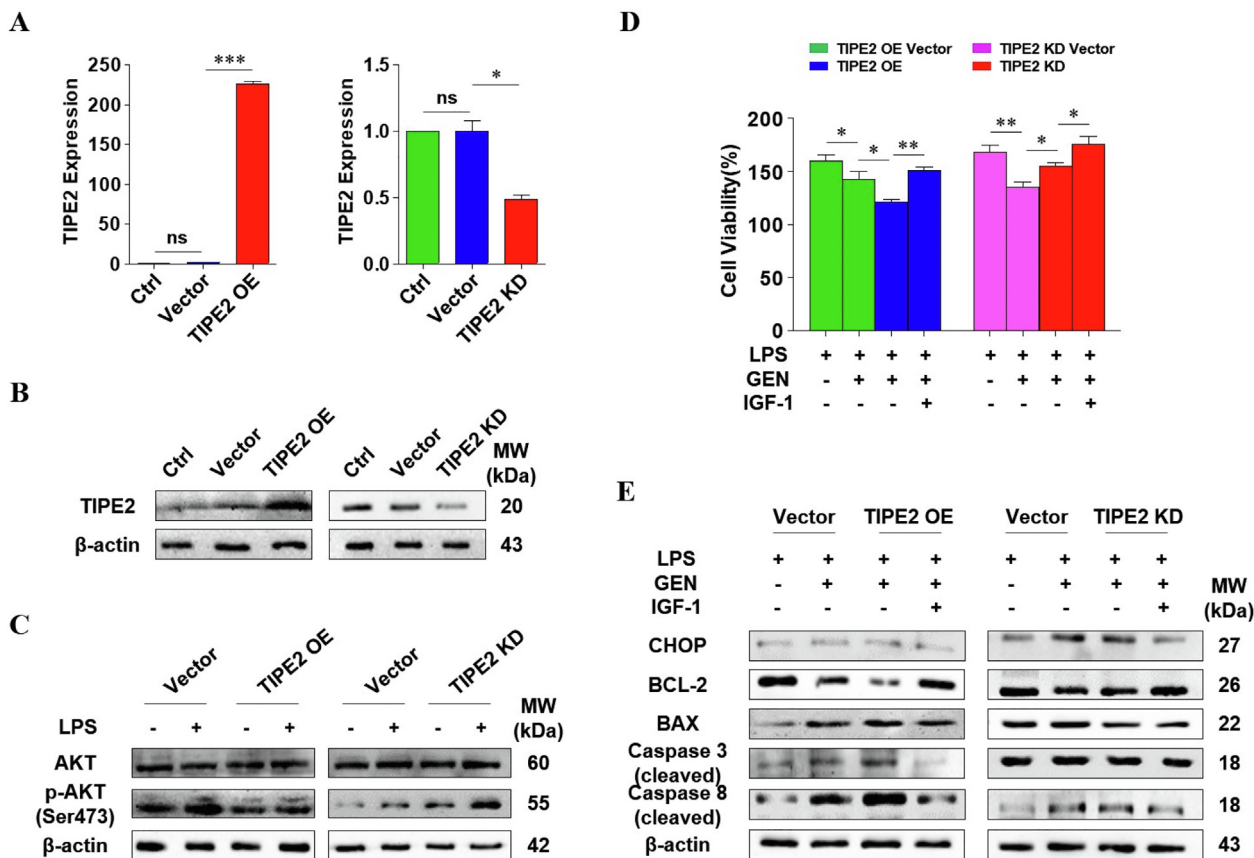 A
TIPE2 Expression
250
200
150
100
50
0
ns
***
Ctrl
Vector
TIPE2 OE
TIPE2 Expression
1.5
1.0
0.5
0.0
ns
*
Ctrl
Vector
TIPE2 KD
B
Ctrl
Vector
TIPE2 OE
Ctrl
Vector
TIPE2 KD
MW
(kDa)
TIPE2 20
β-actin 43
C
Vector TIPE2 OE Vector TIPE2 KD
MW
(kDa)
LPS - + - + - + - +
AKT 60
p-AKT
(Ser473)
55
β-actin 42
D
TIPE2 OE Vector TIPE2 KD Vector
TIPE2 OE TIPE2 KD
Cell Viability(%)
200
150
100
50
0
* * ** ** * *
LPS + + + + + + + +
GEN - + + + - + + +
IGF-1 - - - + - - - +
E
Vector TIPE2 OE Vector TIPE2 KD
LPS + + + + + + + +
GEN - + + + - + + +
IGF-1 - - - + - - - +
MW
(kDa)
CHOP 27
BCL-2 26
BAX 22
Caspase 3
(cleaved)
18
Caspase 8
(cleaved)
18
β-actin 43